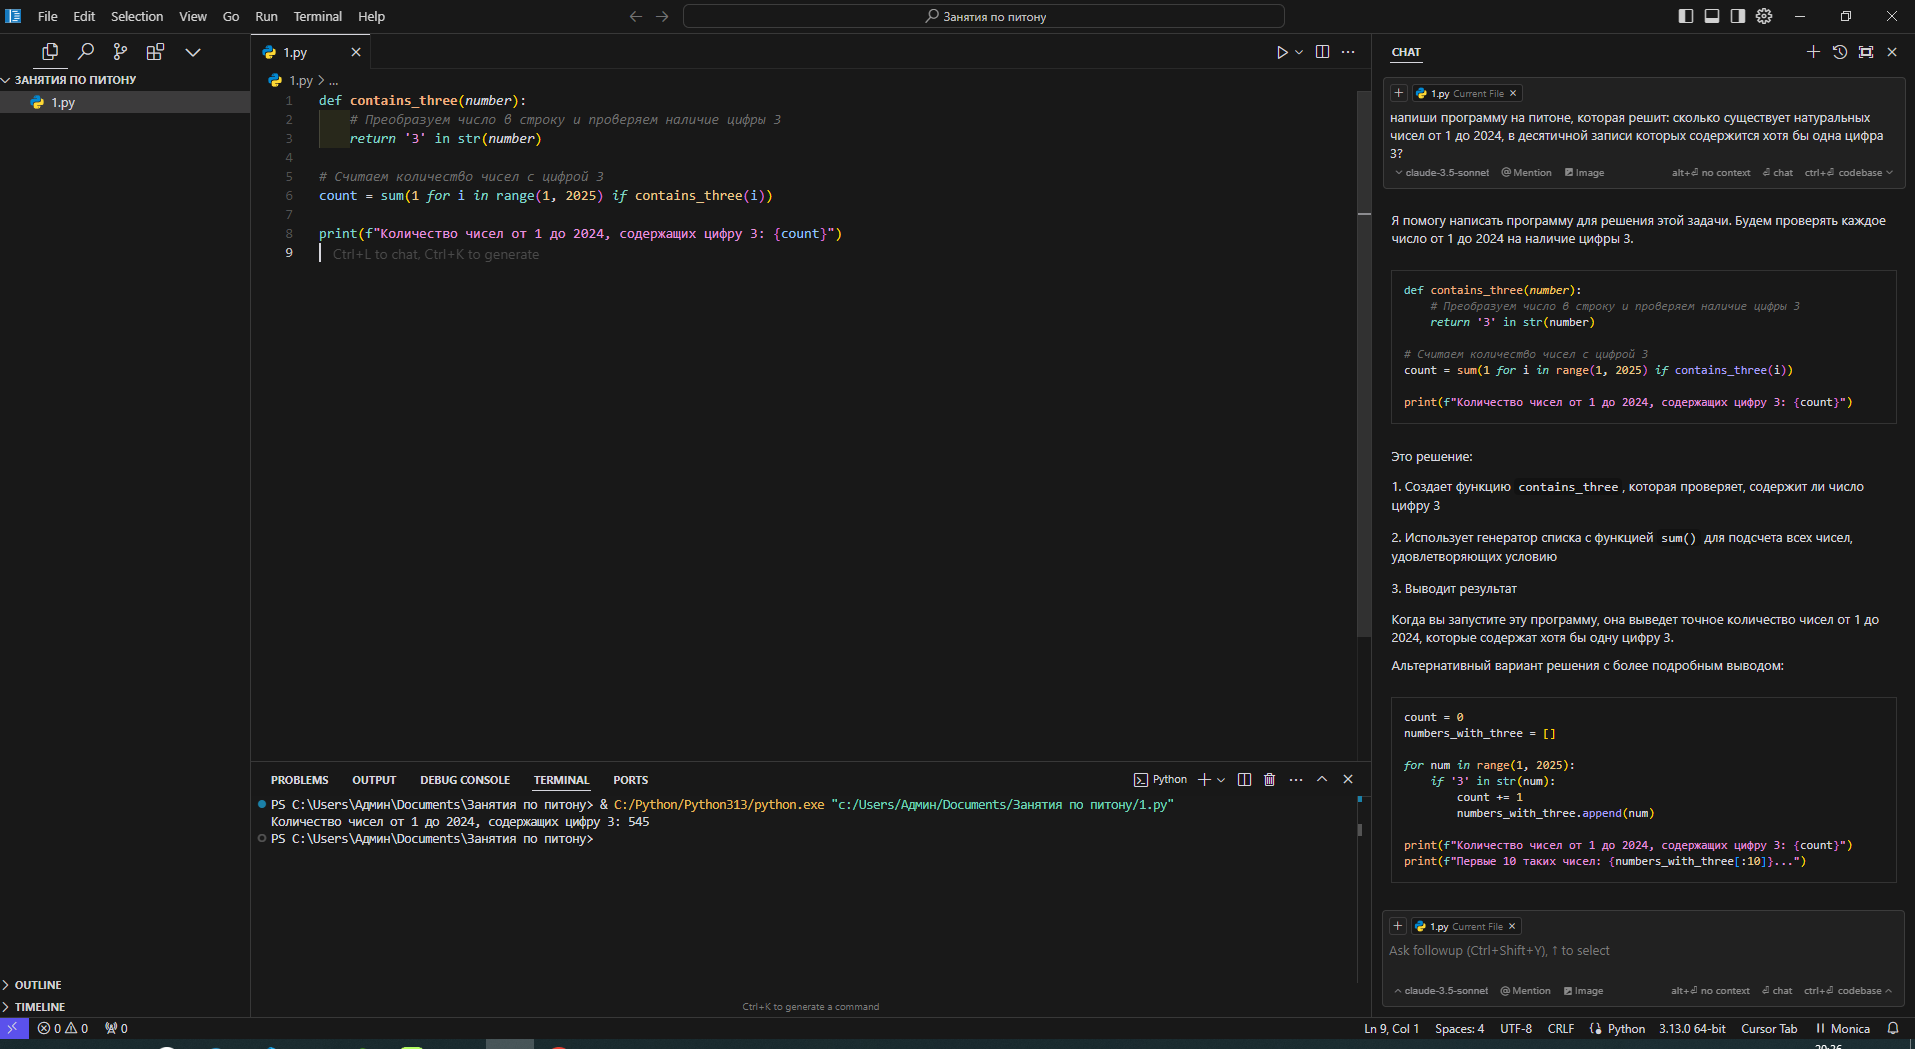 File Edit Selection View Go Run Terminal Help
Занятия по питону
ЗАНЯТИЯ ПО ПИТОНУ
1.py
OUTLINE
TIMELINE
1.py
1.py > ...
1 def contains_three(number):
2 # Преобразуем число в строку и проверяем наличие цифры 3
3 return '3' in str(number)
4
5 # Считаем количество чисел с цифрой 3
6 count = sum(1 for i in range(1, 2025) if contains_three(i))
7
8 print(f"Количество чисел от 1 до 2024, содержащих цифру 3: {count}")
9 Ctrl+L to chat, Ctrl+K to generate
PROBLEMS OUTPUT DEBUG CONSOLE TERMINAL PORTS
Python
PS C:\Users\Админ\Documents\Занятия по питону> & C:/Python/Python313/python.exe "c:/Users/Админ/Documents/Занятия по питону/1.py"
Количество чисел от 1 до 2024, содержащих цифру 3: 545
PS C:\Users\Админ\Documents\Занятия по питону>
Ctrl+K to generate a command
CHAT
1.py Current File
напиши программу на питоне, которая решит: сколько существует натуральных
чисел от 1 до 2024, в десятичной записи которых содержится хотя бы одна цифра
3?
claude-3.5-sonnet @ Mention Image alt+⏎ no context ⏎ chat ctrl+⏎ codebase
Я помогу написать программу для решения этой задачи. Будем проверять каждое
число от 1 до 2024 на наличие цифры 3.
def contains_three(number):
# Преобразуем число в строку и проверяем наличие цифры 3
return '3' in str(number)
# Считаем количество чисел с цифрой 3
count = sum(1 for i in range(1, 2025) if contains_three(i))
print(f"Количество чисел от 1 до 2024, содержащих цифру 3: {count}")
Это решение:
1. Создает функцию contains_three, которая проверяет, содержит ли число
цифру 3
2. Использует генератор списка с функцией sum() для подсчета всех чисел,
удовлетворяющих условию
3. Выводит результат
Когда вы запустите эту программу, она выведет точное количество чисел от 1 до
2024, которые содержат хотя бы одну цифру 3.
Альтернативный вариант решения с более подробным выводом:
count = 0
numbers_with_three = []
for num in range(1, 2025):
if '3' in str(num):
count += 1
numbers_with_three.append(num)
print(f"Количество чисел от 1 до 2024, содержащих цифру 3: {count}")
print(f"Первые 10 таких чисел: {numbers_with_three[:10]}...")
1.py Current File
Ask followup (Ctrl+Shift+Y), ↑ to select
claude-3.5-sonnet @ Mention Image alt+⏎ no context ⏎ chat ctrl+⏎ codebase
0 0 0
Ln 9, Col 1 Spaces: 4 UTF-8 CRLF Python 3.13.0 64-bit Cursor Tab Monica